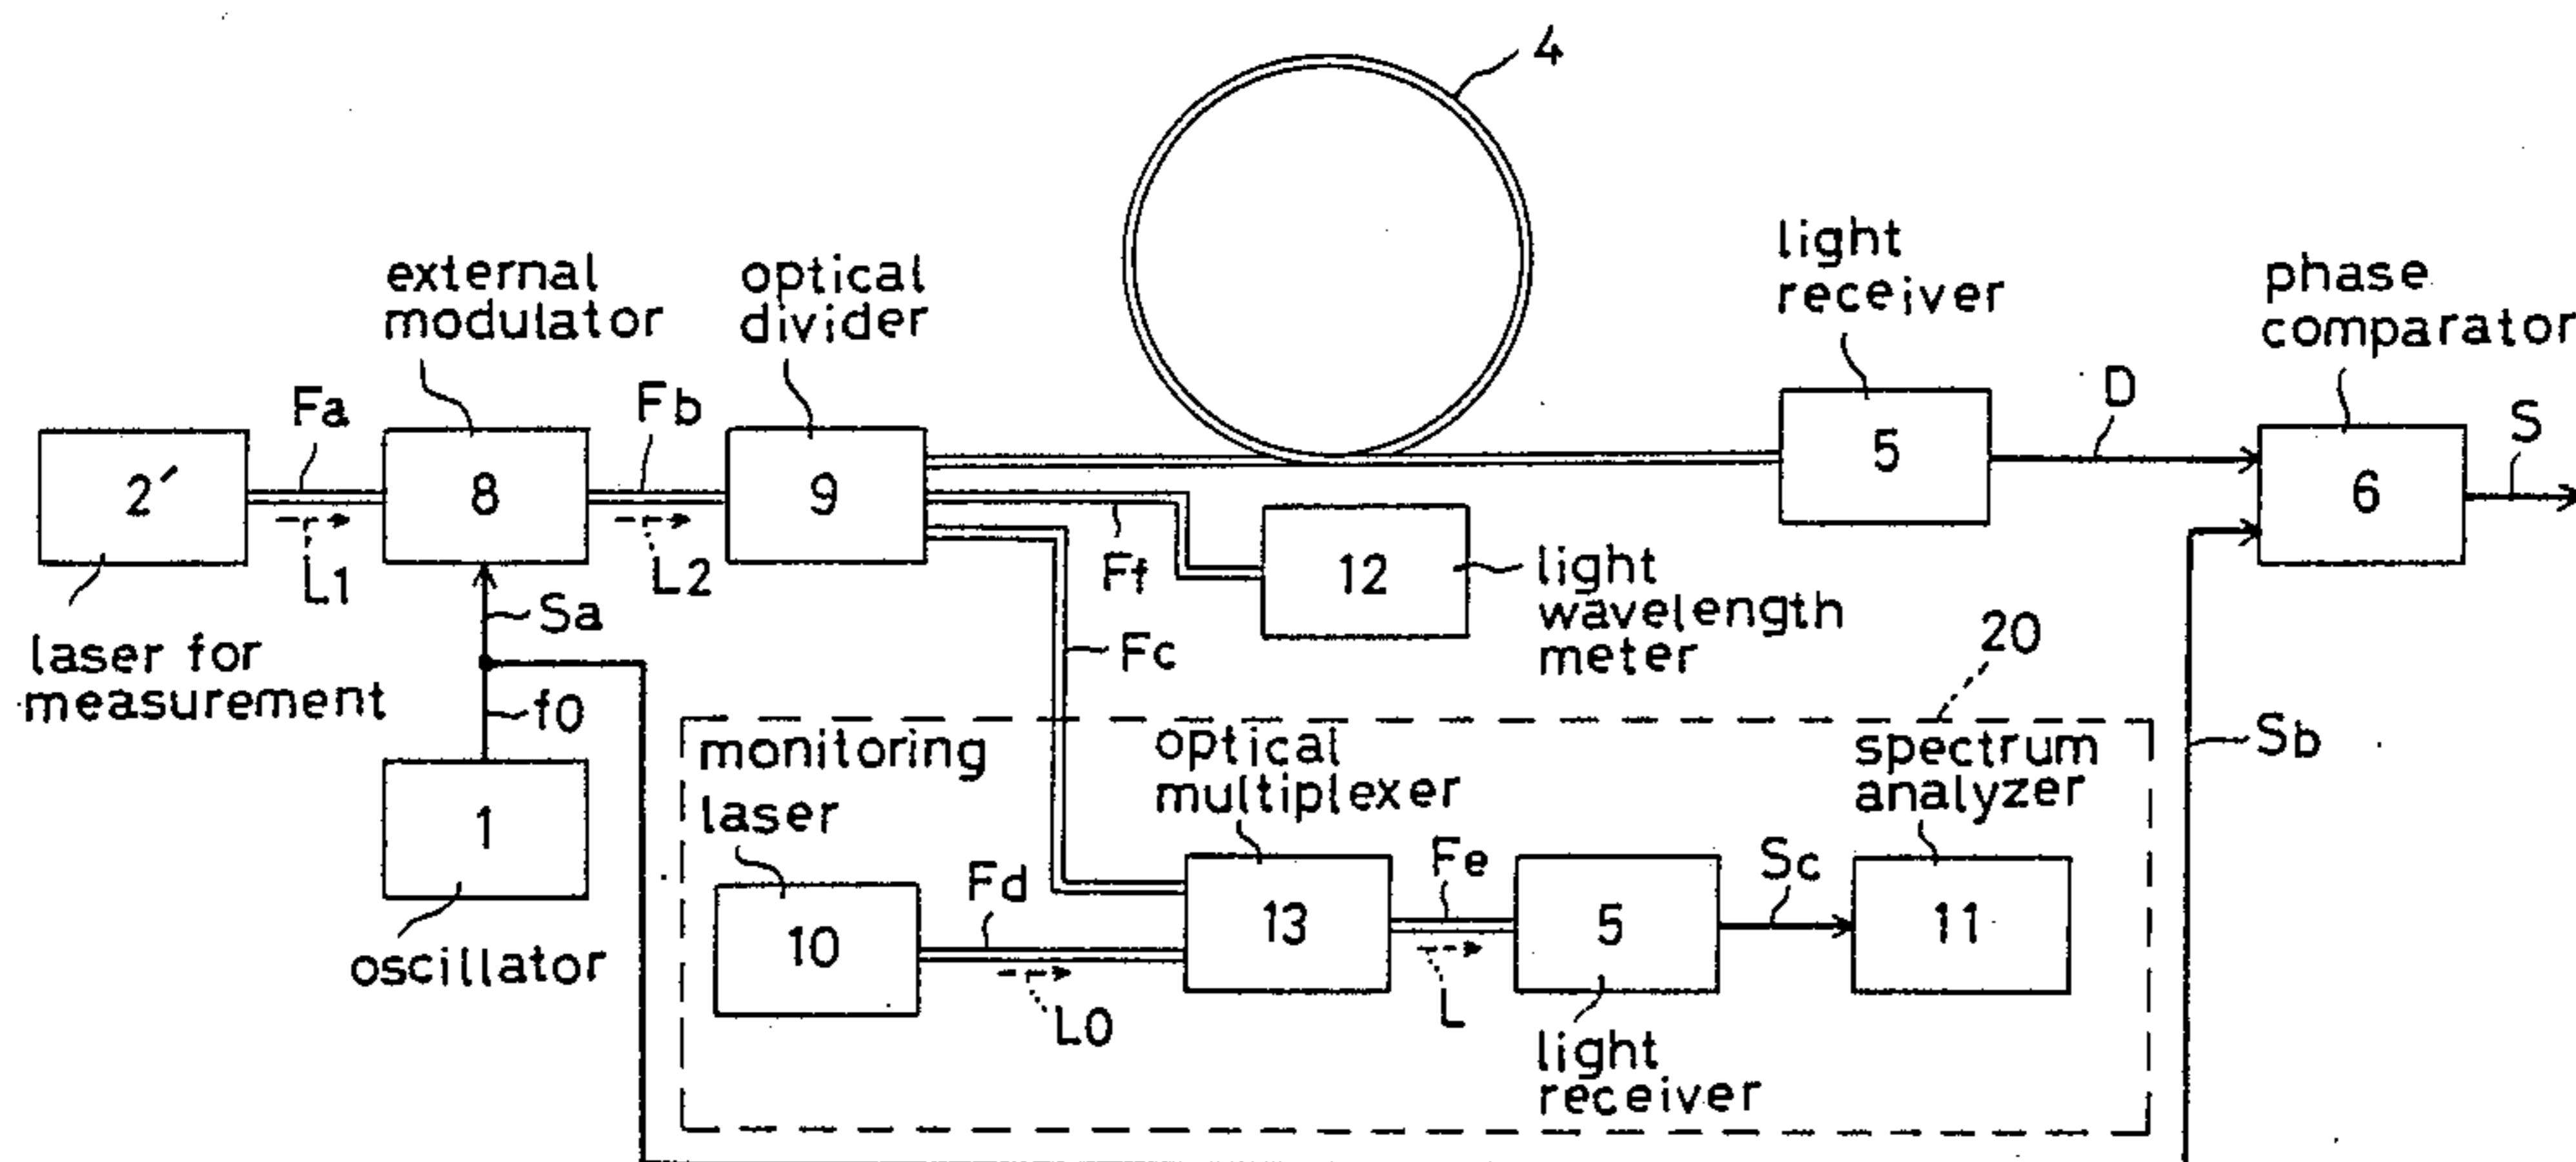 4
light
receiver
external
modulator
optical
divider
phase
comparator
Fa
Fb
D
S
2′
8
9
5
6
L1
L2
Ff
12
light
wavelength
meter
Sa
Fc
20
laser for
measurement
f0
Sb
monitoring
laser
optical
multiplexer
spectrum
analyzer
1
Fd
Fe
Sc
10
13
5
11
oscillator
L0
L
light
receiver